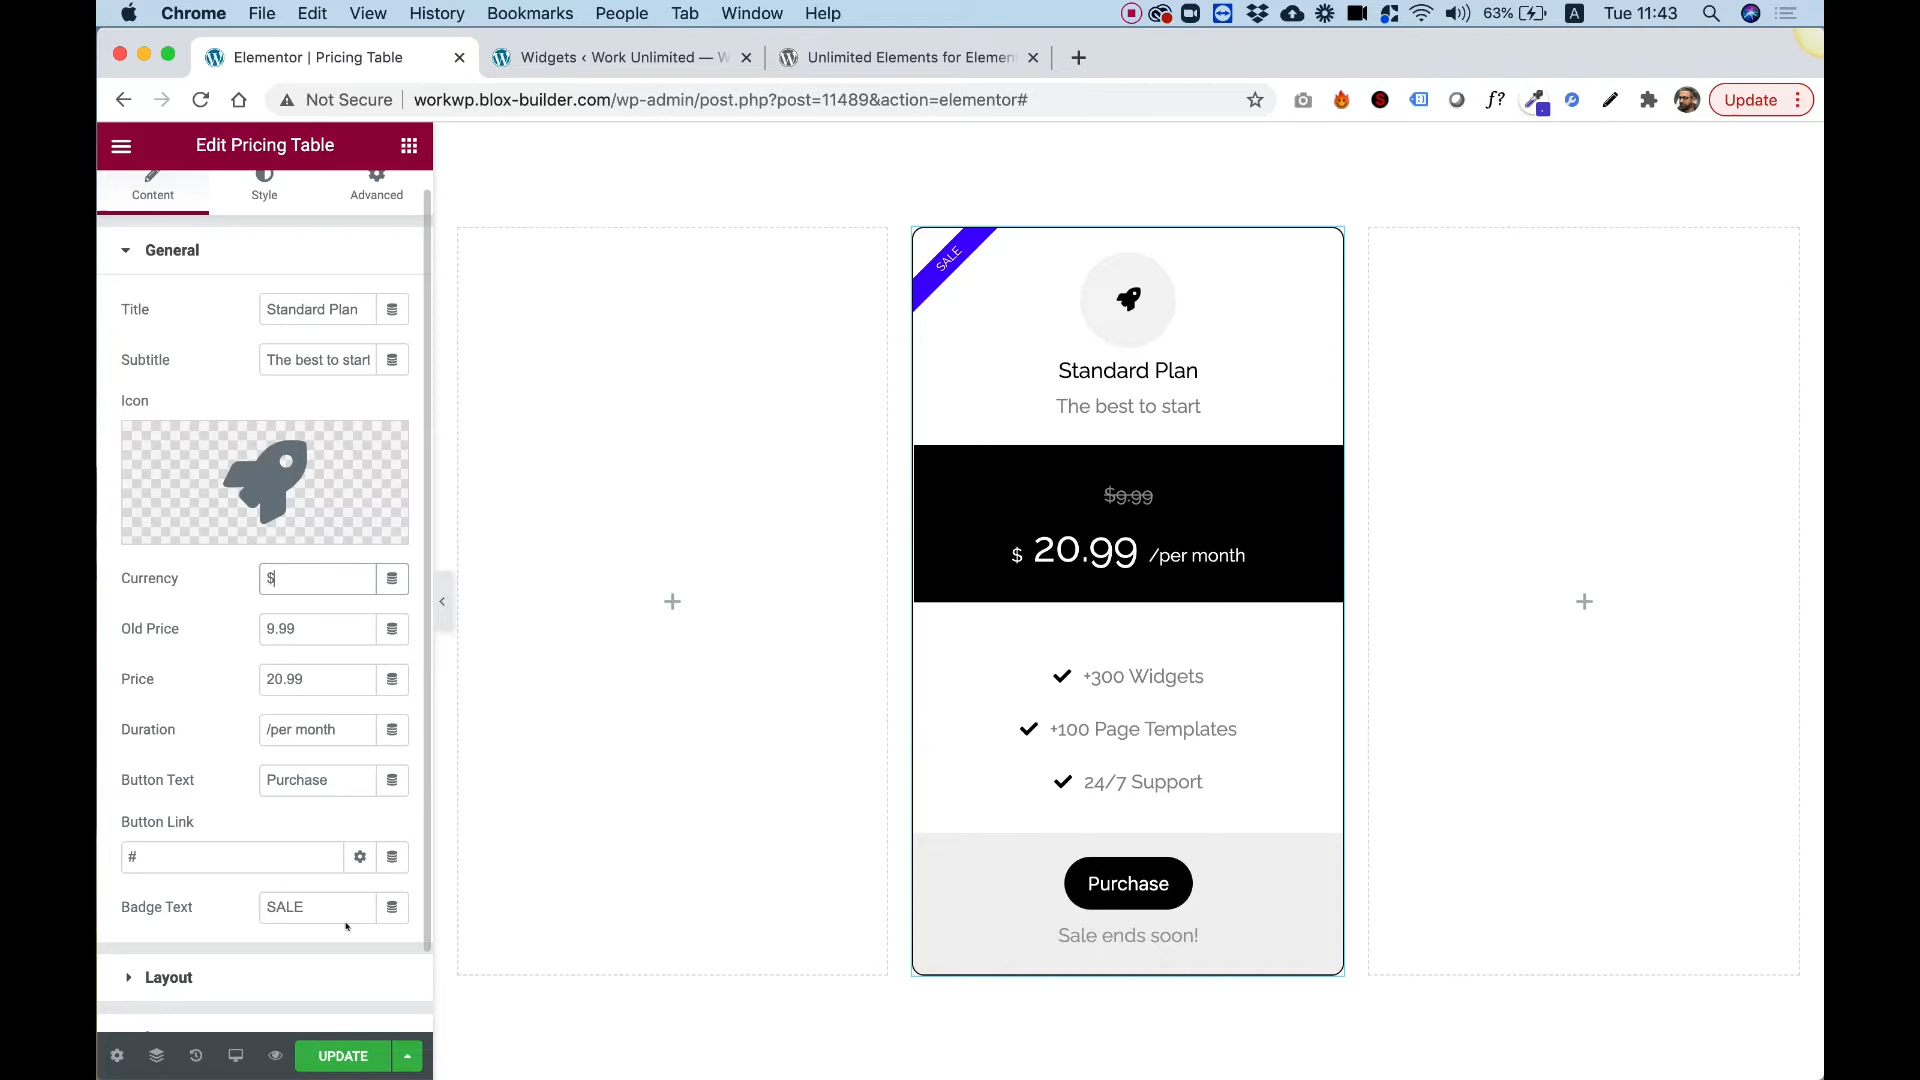 Chrome File Edit View History Bookmarks People Tab Window Help 63% A Tue 11:43
Elementor | Pricing Table Widgets ‹ Work Unlimited — W Unlimited Elements for Elemen
Not Secure workwp.blox-builder.com/wp-admin/post.php?post=11489&action=elementor# f? Update
Edit Pricing Table
Content Style Advanced
General
Title Standard Plan
Subtitle The best to start
Icon
Currency $
Old Price 9.99
Price 20.99
Duration /per month
Button Text Purchase
Button Link
#
Badge Text SALE
Layout
UPDATE
SALE
Standard Plan
The best to start
$9.99
$ 20.99 /per month
+300 Widgets
+100 Page Templates
24/7 Support
Purchase
Sale ends soon!